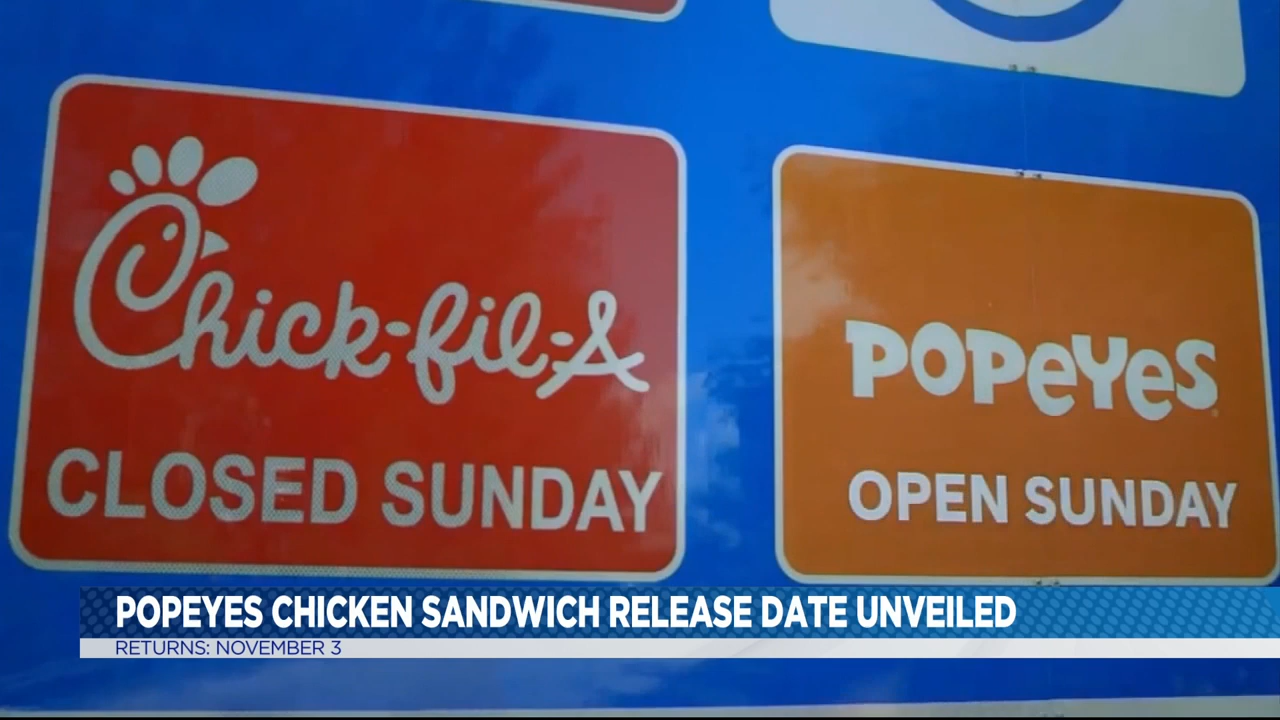 Chick-fil-A
CLOSED SUNDAY
POPEYES
OPEN SUNDAY
POPEYES CHICKEN SANDWICH RELEASE DATE UNVEILED
RETURNS: NOVEMBER 3